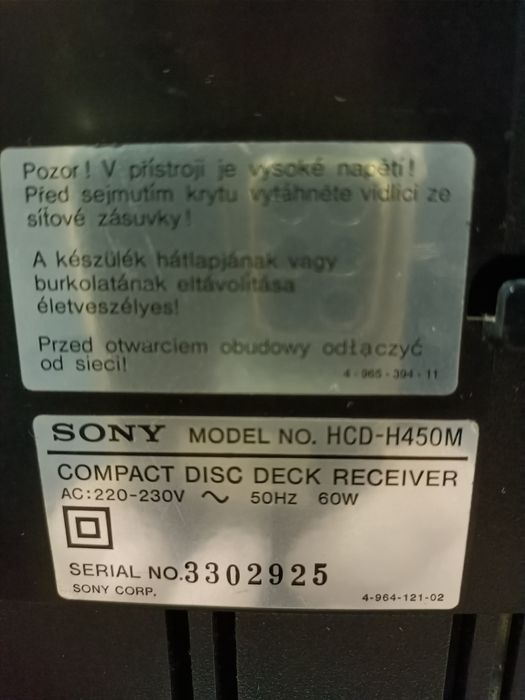 Pozor! V přístroji je vysoké napětí!
Před sejmutím krytu vytáhněte vidlici ze
síťové zásuvky!
A készülék hátlapjának vagy
burkolatának eltávolítása
életveszélyes!
Przed otwarciem obudowy odłączyć
od sieci!
4-965-394-11
SONY MODEL NO. HCD-H450M
COMPACT DISC DECK RECEIVER
AC:220-230V ~ 50HZ 60W
SERIAL NO.3302925
SONY CORP.
4-964-121-02